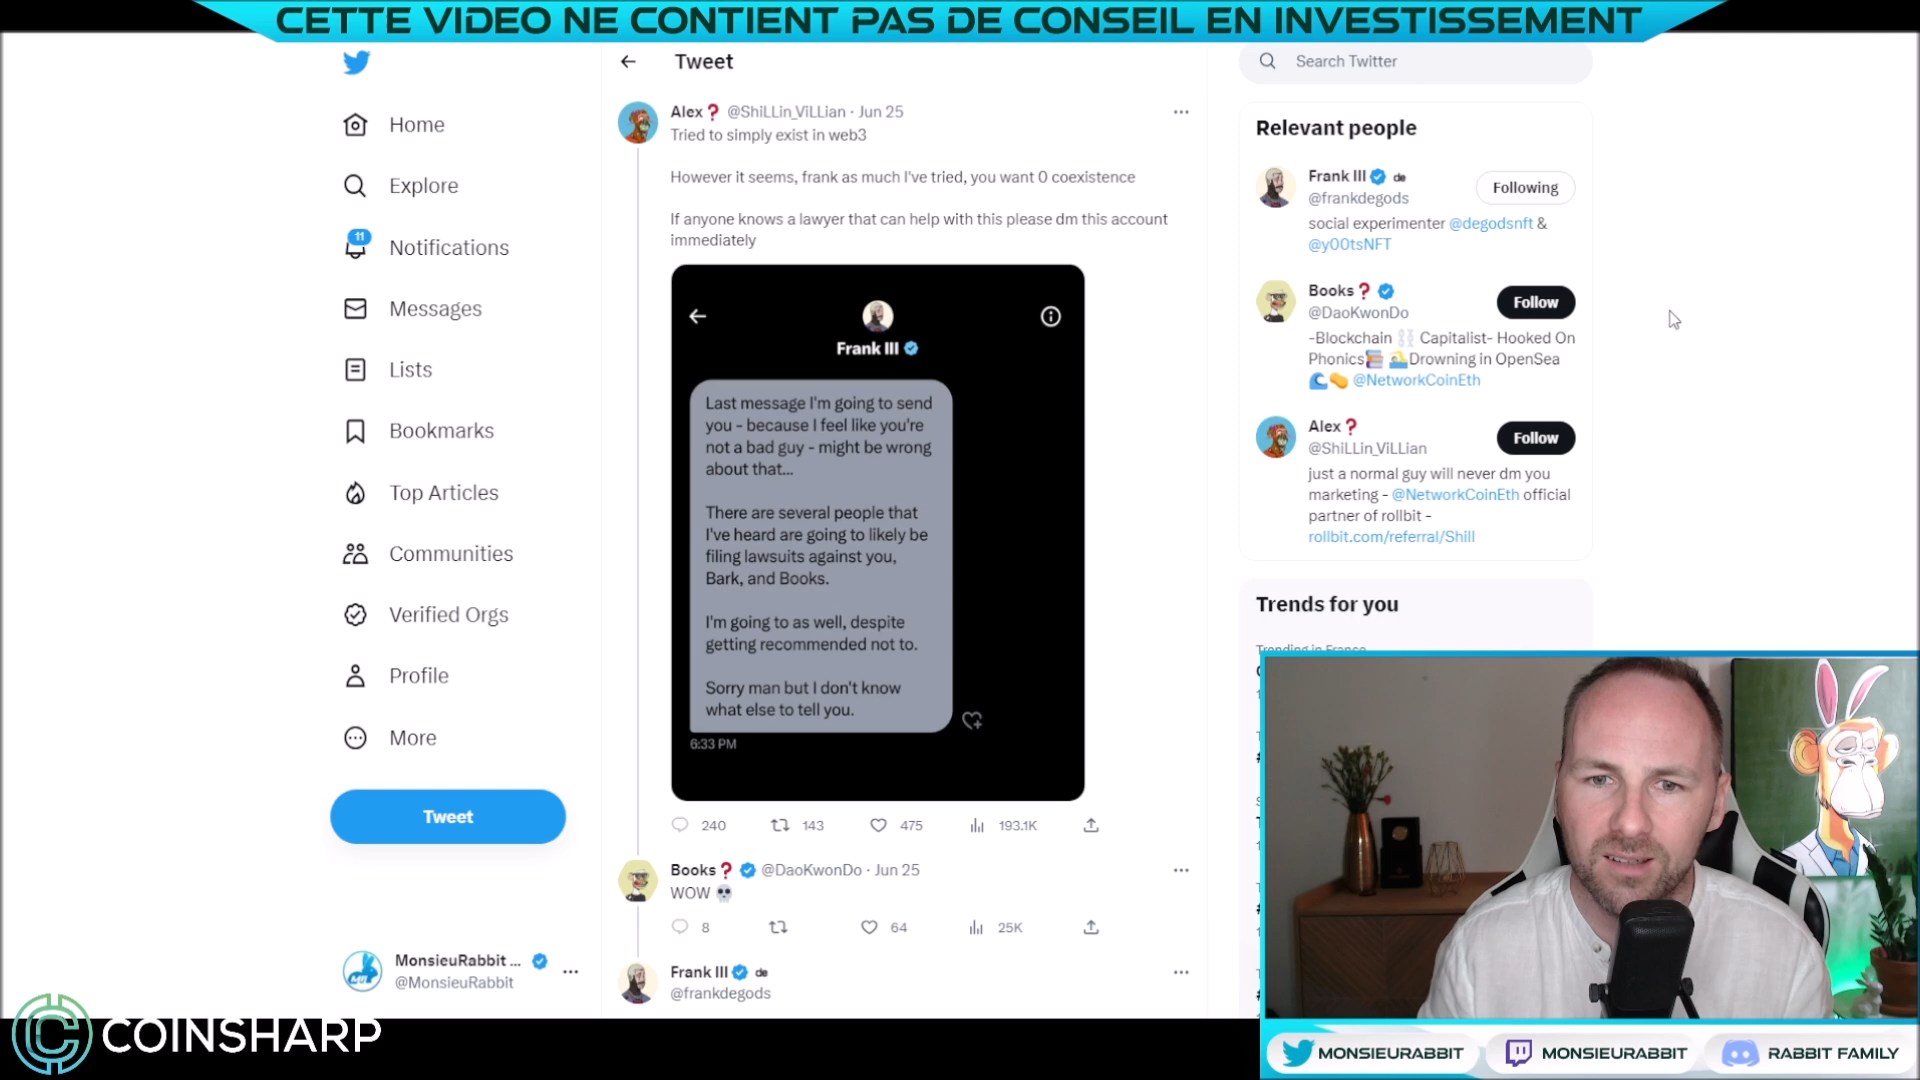 CETTE VIDEO NE CONTIENT PAS DE CONSEIL EN INVESTISSEMENT
Home
Explore
11
Notifications
Messages
Lists
Bookmarks
Top Articles
Communities
Verified Orgs
Profile
More
Tweet
MonsieuRabbit ...
@MonsieuRabbit
COINSHARP
Tweet
Alex❓ @ShiLLin_ViLLian · Jun 25
Tried to simply exist in web3
However it seems, frank as much I've tried, you want 0 coexistence
If anyone knows a lawyer that can help with this please dm this account
immediately
Frank III
Last message I'm going to send
you - because I feel like you're
not a bad guy - might be wrong
about that...
There are several people that
I've heard are going to likely be
filing lawsuits against you,
Bark, and Books.
I'm going to as well, despite
getting recommended not to.
Sorry man but I don't know
what else to tell you.
6:33 PM
240 143 475 193.1K
Books❓ @DaoKwonDo · Jun 25
WOW 💀
8 64 25K
Frank III de
@frankdegods
Search Twitter
Relevant people
Frank III de
@frankdegods
Following
social experimenter @degodsnft &
@y00tsNFT
Books❓
@DaoKwonDo
Follow
-Blockchain ⛓ Capitalist- Hooked On
Phonics📚 🏊Drowning in OpenSea
🌊🪙 @NetworkCoinEth
Alex❓
@ShiLLin_ViLLian
Follow
just a normal guy will never dm you
marketing - @NetworkCoinEth official
partner of rollbit -
rollbit.com/referral/Shill
Trends for you
Trending in France
MONSIEURABBIT
MONSIEURABBIT
RABBIT FAMILY